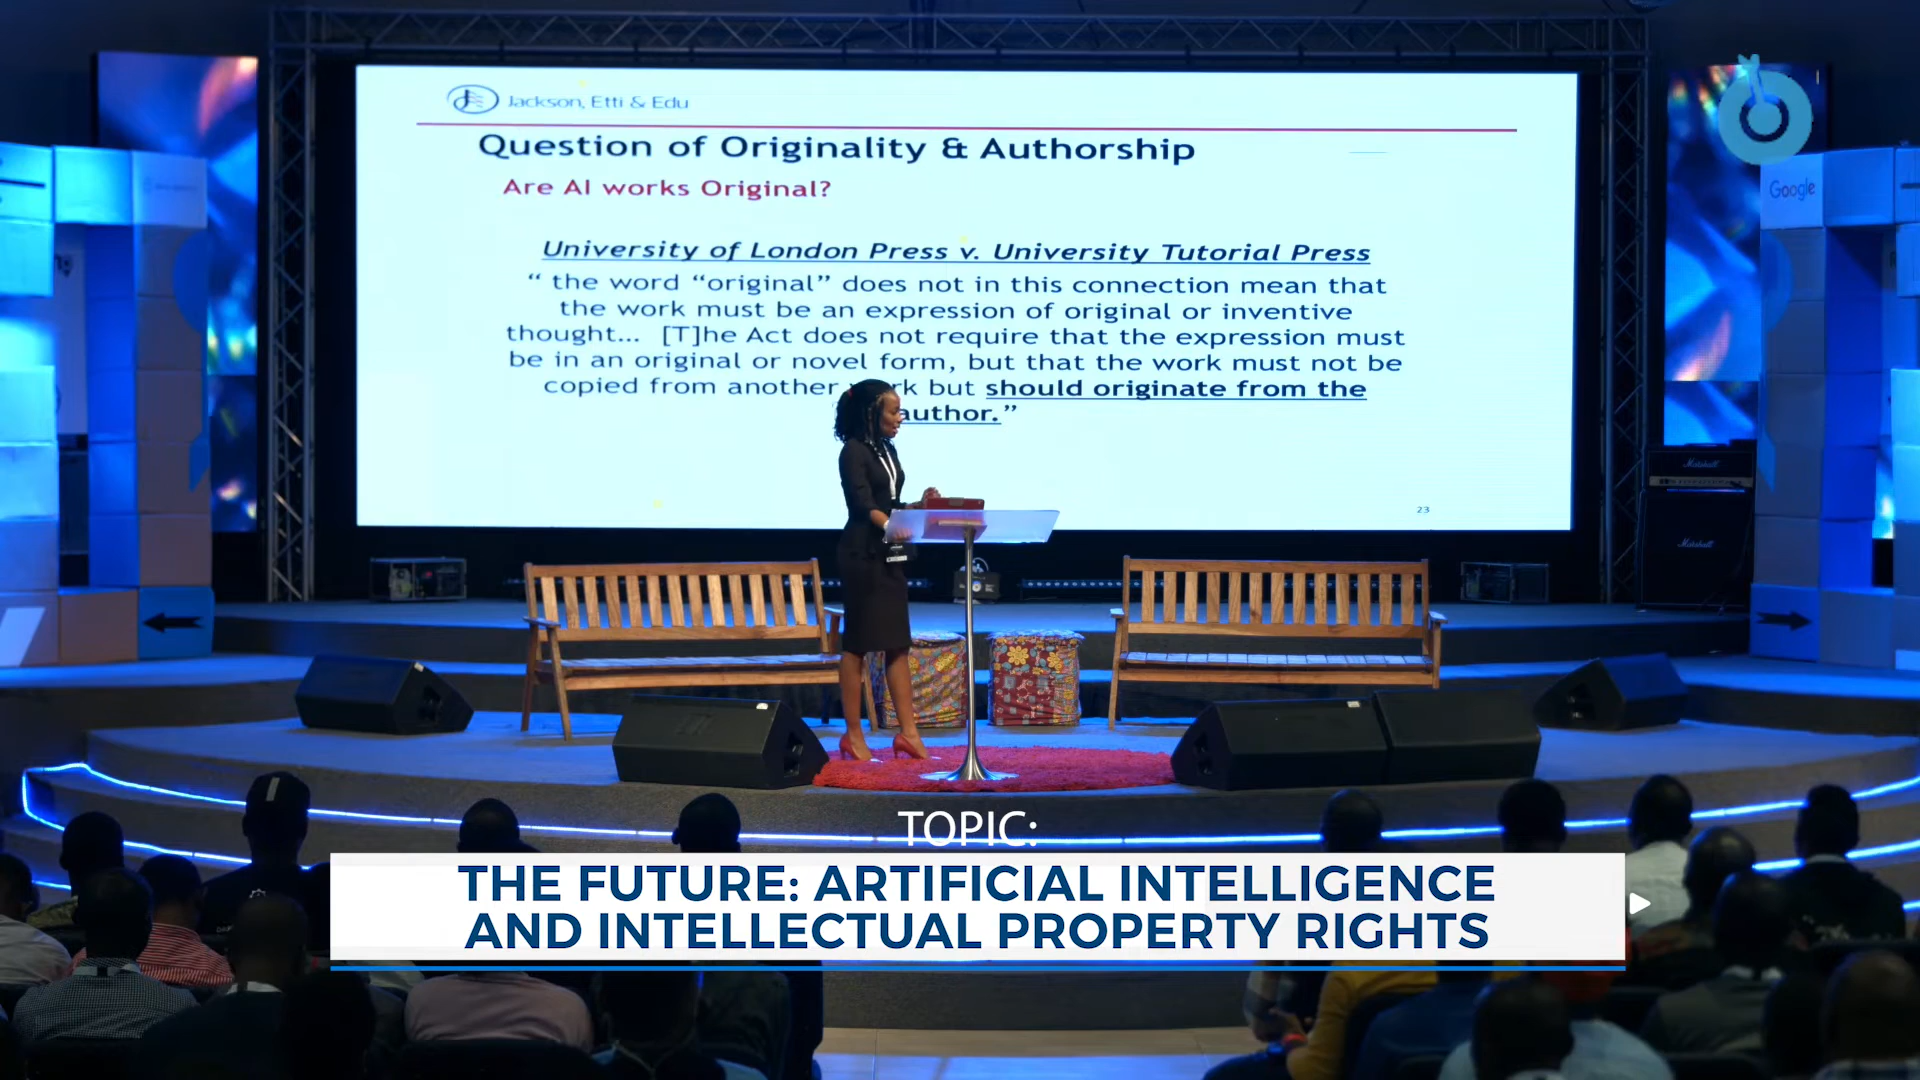 Jackson, Etti & Edu
Question of Originality & Authorship
Are AI works Original?
University of London Press v. University Tutorial Press
“ the word “original” does not in this connection mean that
the work must be an expression of original or inventive
thought... [T]he Act does not require that the expression must
be in an original or novel form, but that the work must not be
copied from another rk but should originate from the
author.”
23
Google
Marshall
Marshall
TOPIC:
THE FUTURE: ARTIFICIAL INTELLIGENCE
AND INTELLECTUAL PROPERTY RIGHTS